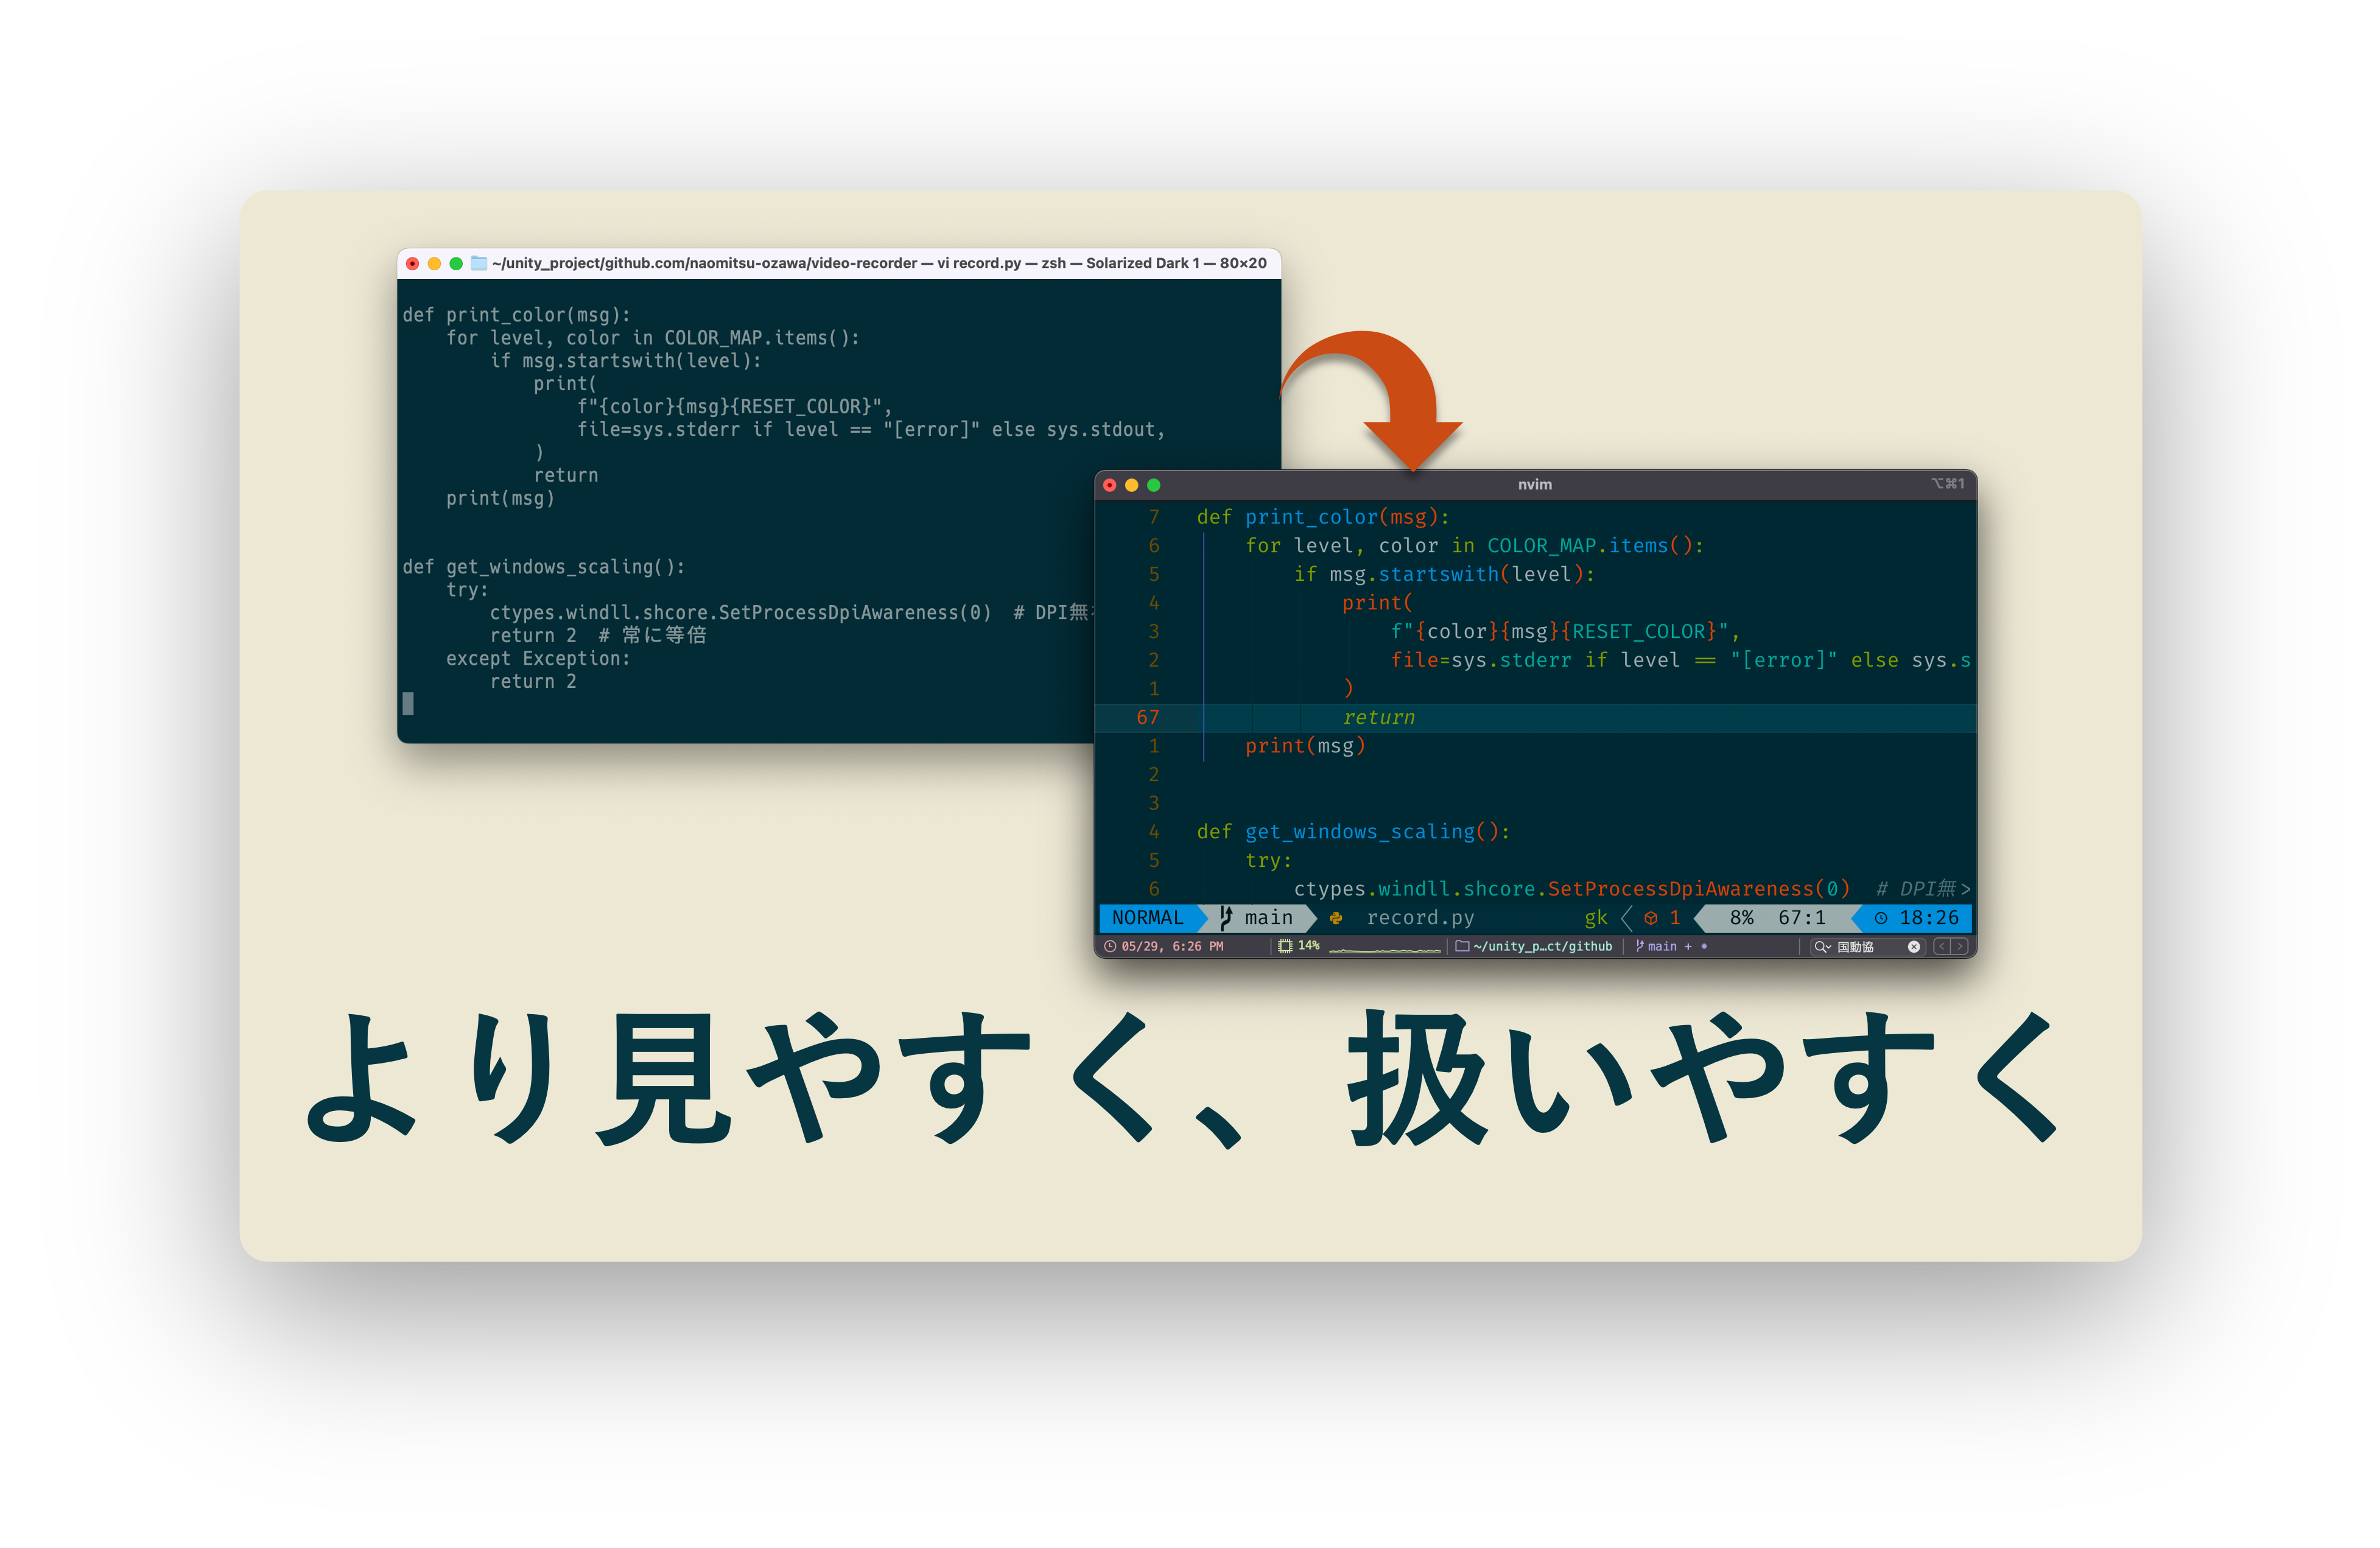 ~/unity_project/github.com/naomitsu-ozawa/video-recorder — vi record.py — zsh — Solarized Dark 1 — 80×20
def print_color(msg):
    for level, color in COLOR_MAP.items():
        if msg.startswith(level):
            print(
                f"{color}{msg}{RESET_COLOR}",
                file=sys.stderr if level == "[error]" else sys.stdout,
            )
            return
    print(msg)
def get_windows_scaling():
    try:
        ctypes.windll.shcore.SetProcessDpiAwareness(0)  # DPI無
        return 2  # 常に等倍
    except Exception:
        return 2
nvim ⌥⌘1
7 def print_color(msg):
6     for level, color in COLOR_MAP.items():
5         if msg.startswith(level):
4             print(
3                 f"{color}{msg}{RESET_COLOR}",
2                 file=sys.stderr if level == "[error]" else sys.s
1             )
67             return
1     print(msg)
2
3
4 def get_windows_scaling():
5     try:
6         ctypes.windll.shcore.SetProcessDpiAwareness(0)  # DPI無>
NORMAL main record.py gk 1 8% 67:1 18:26
05/29, 6:26 PM 14% ~/unity_p…ct/github main + 国動協
より見やすく、扱いやすく